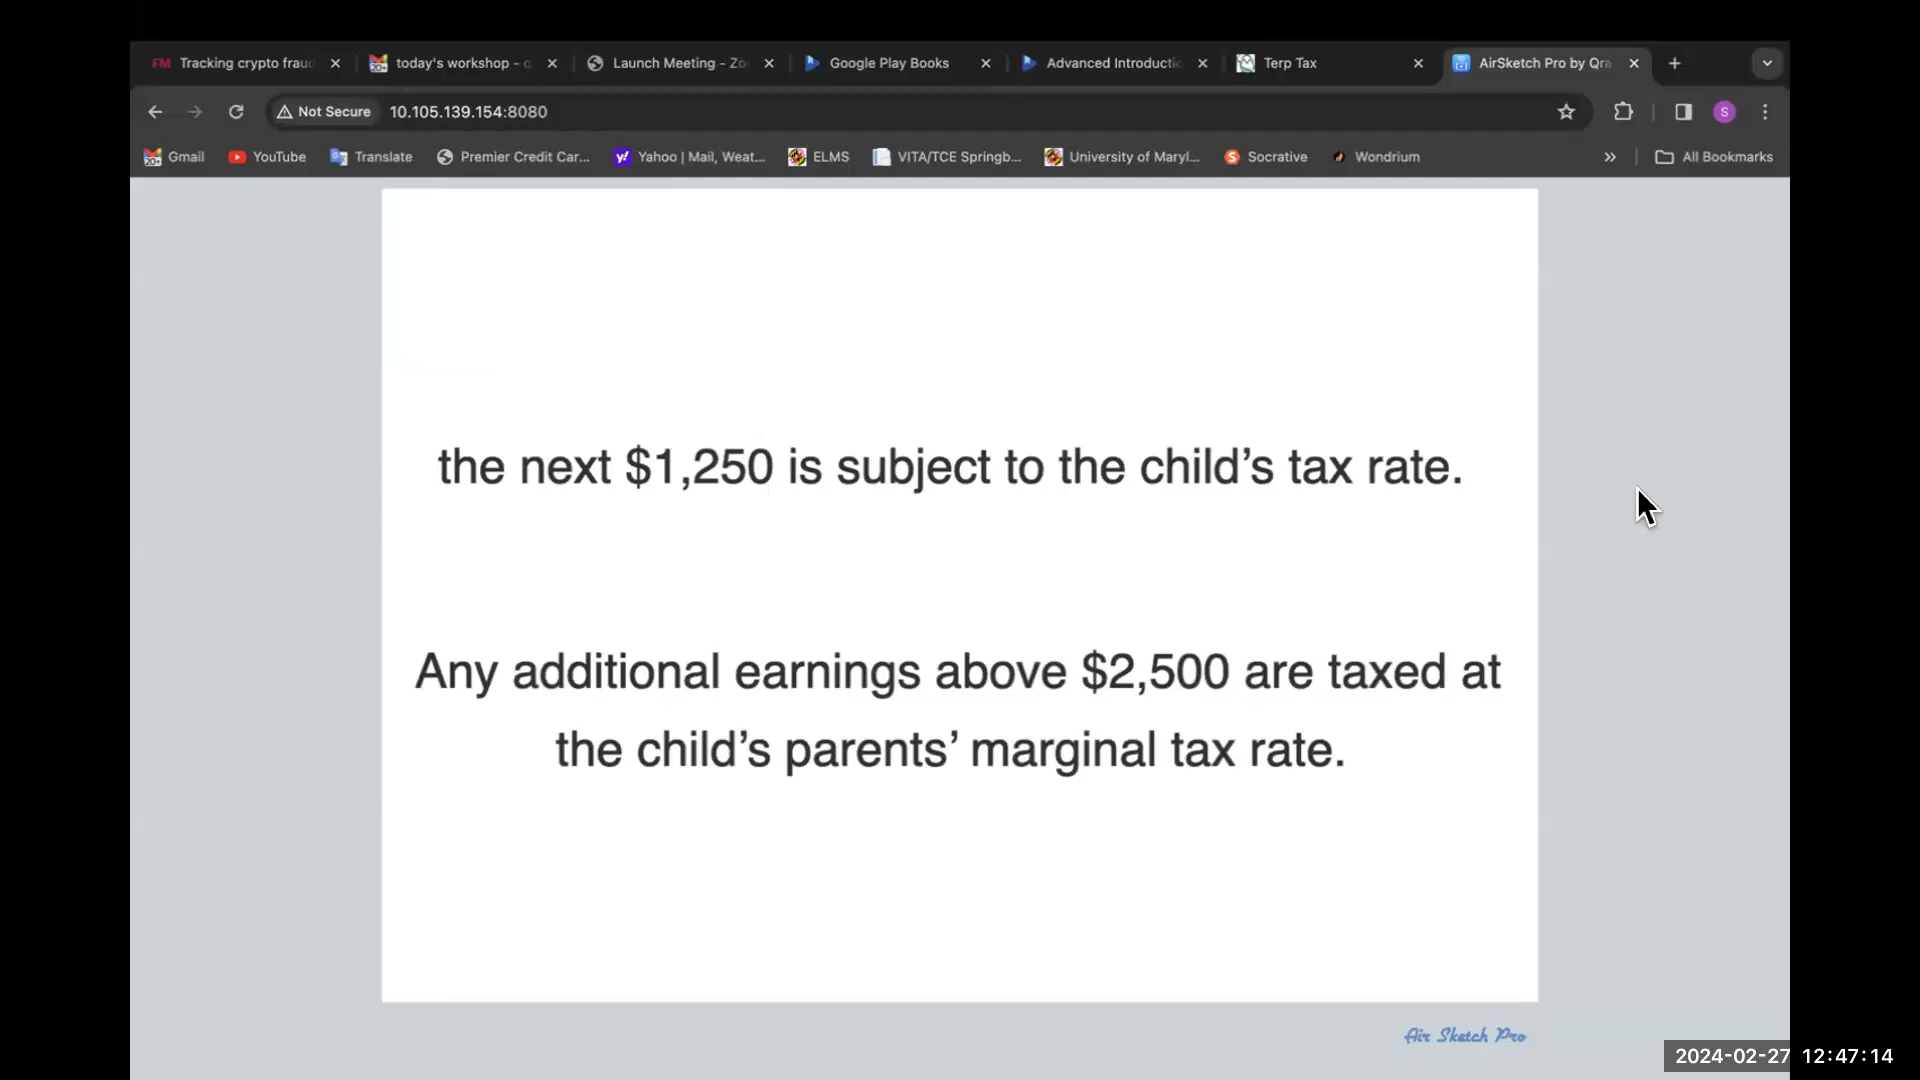 FM Tracking crypto fraud today's workshop - Launch Meeting - Zo Google Play Books Advanced Introducti Terp Tax AirSketch Pro by Qra
Not Secure 10.105.139.154:8080 S
Gmail YouTube Translate Premier Credit Car... Yahoo | Mail, Weat... ELMS VITA/TCE Springb... University of Maryl... Socrative Wondrium » All Bookmarks
the next $1,250 is subject to the child’s tax rate.
Any additional earnings above $2,500 are taxed at
the child’s parents’ marginal tax rate.
Air Sketch Pro
2024-02-27 12:47:14